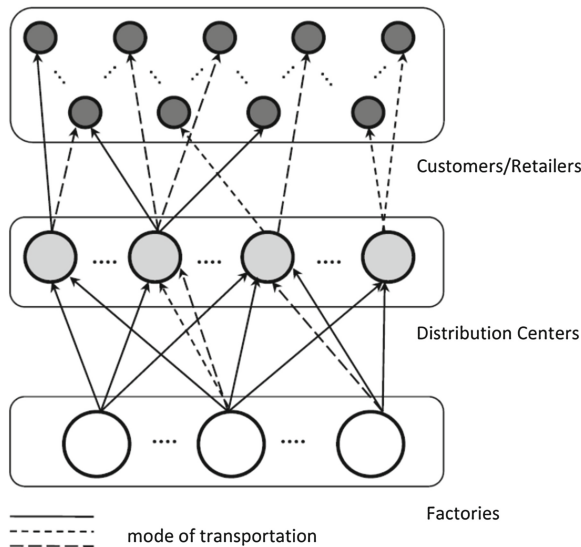 Customers/Retailers
Distribution Centers
Factories
mode of transportation